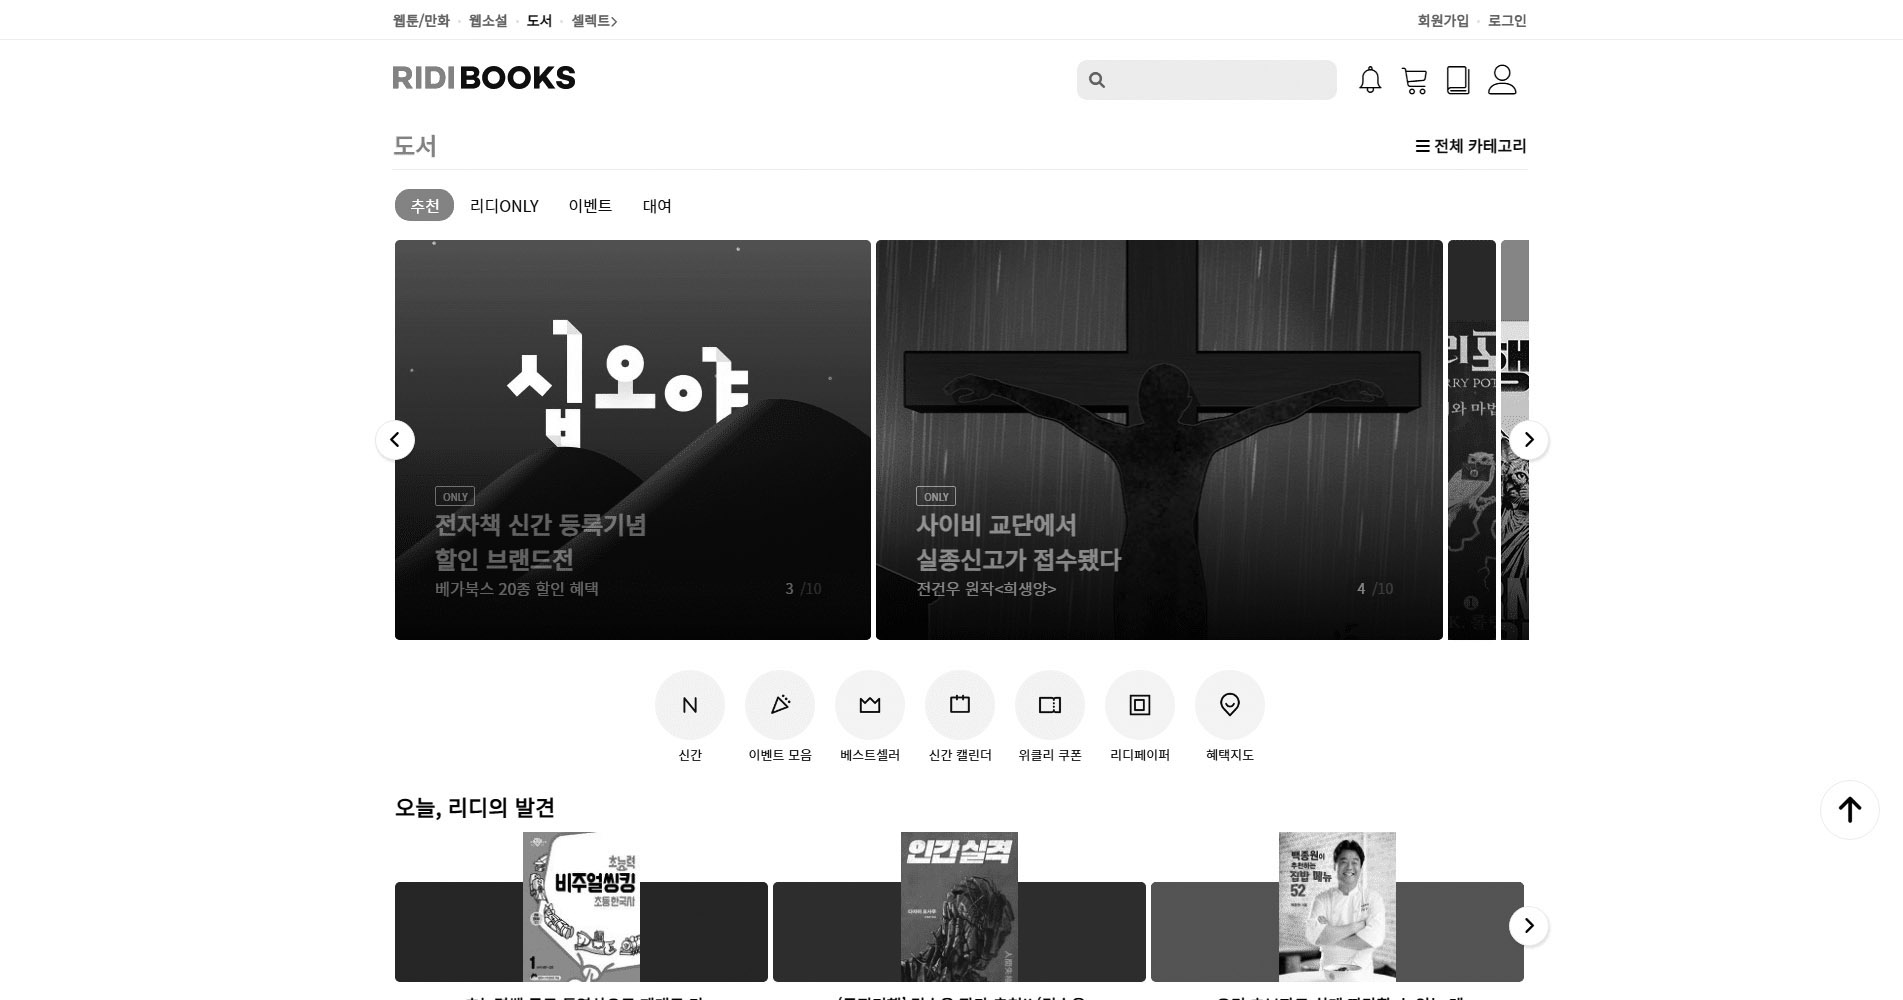 웹툰/만화 · 웹소설 · 도서 · 셀렉트>
회원가입 · 로그인
RIDIBOOKS
도서
전체 카테고리
추천 리디ONLY 이벤트 대여
십오야
ONLY
전자책 신간 등록기념
할인 브랜드전
베가북스 20종 할인 혜택
3 /10
ONLY
사이비 교단에서
실종신고가 접수됐다
전건우 원작<희생양>
4 /10
신간
이벤트 모음
베스트셀러
신간 캘린더
위클리 쿠폰
리디페이퍼
혜택지도
오늘, 리디의 발견
초능력
비주얼씽킹
초등한국사
1
인간 실격
백종원이
추천하는
집밥 메뉴
52